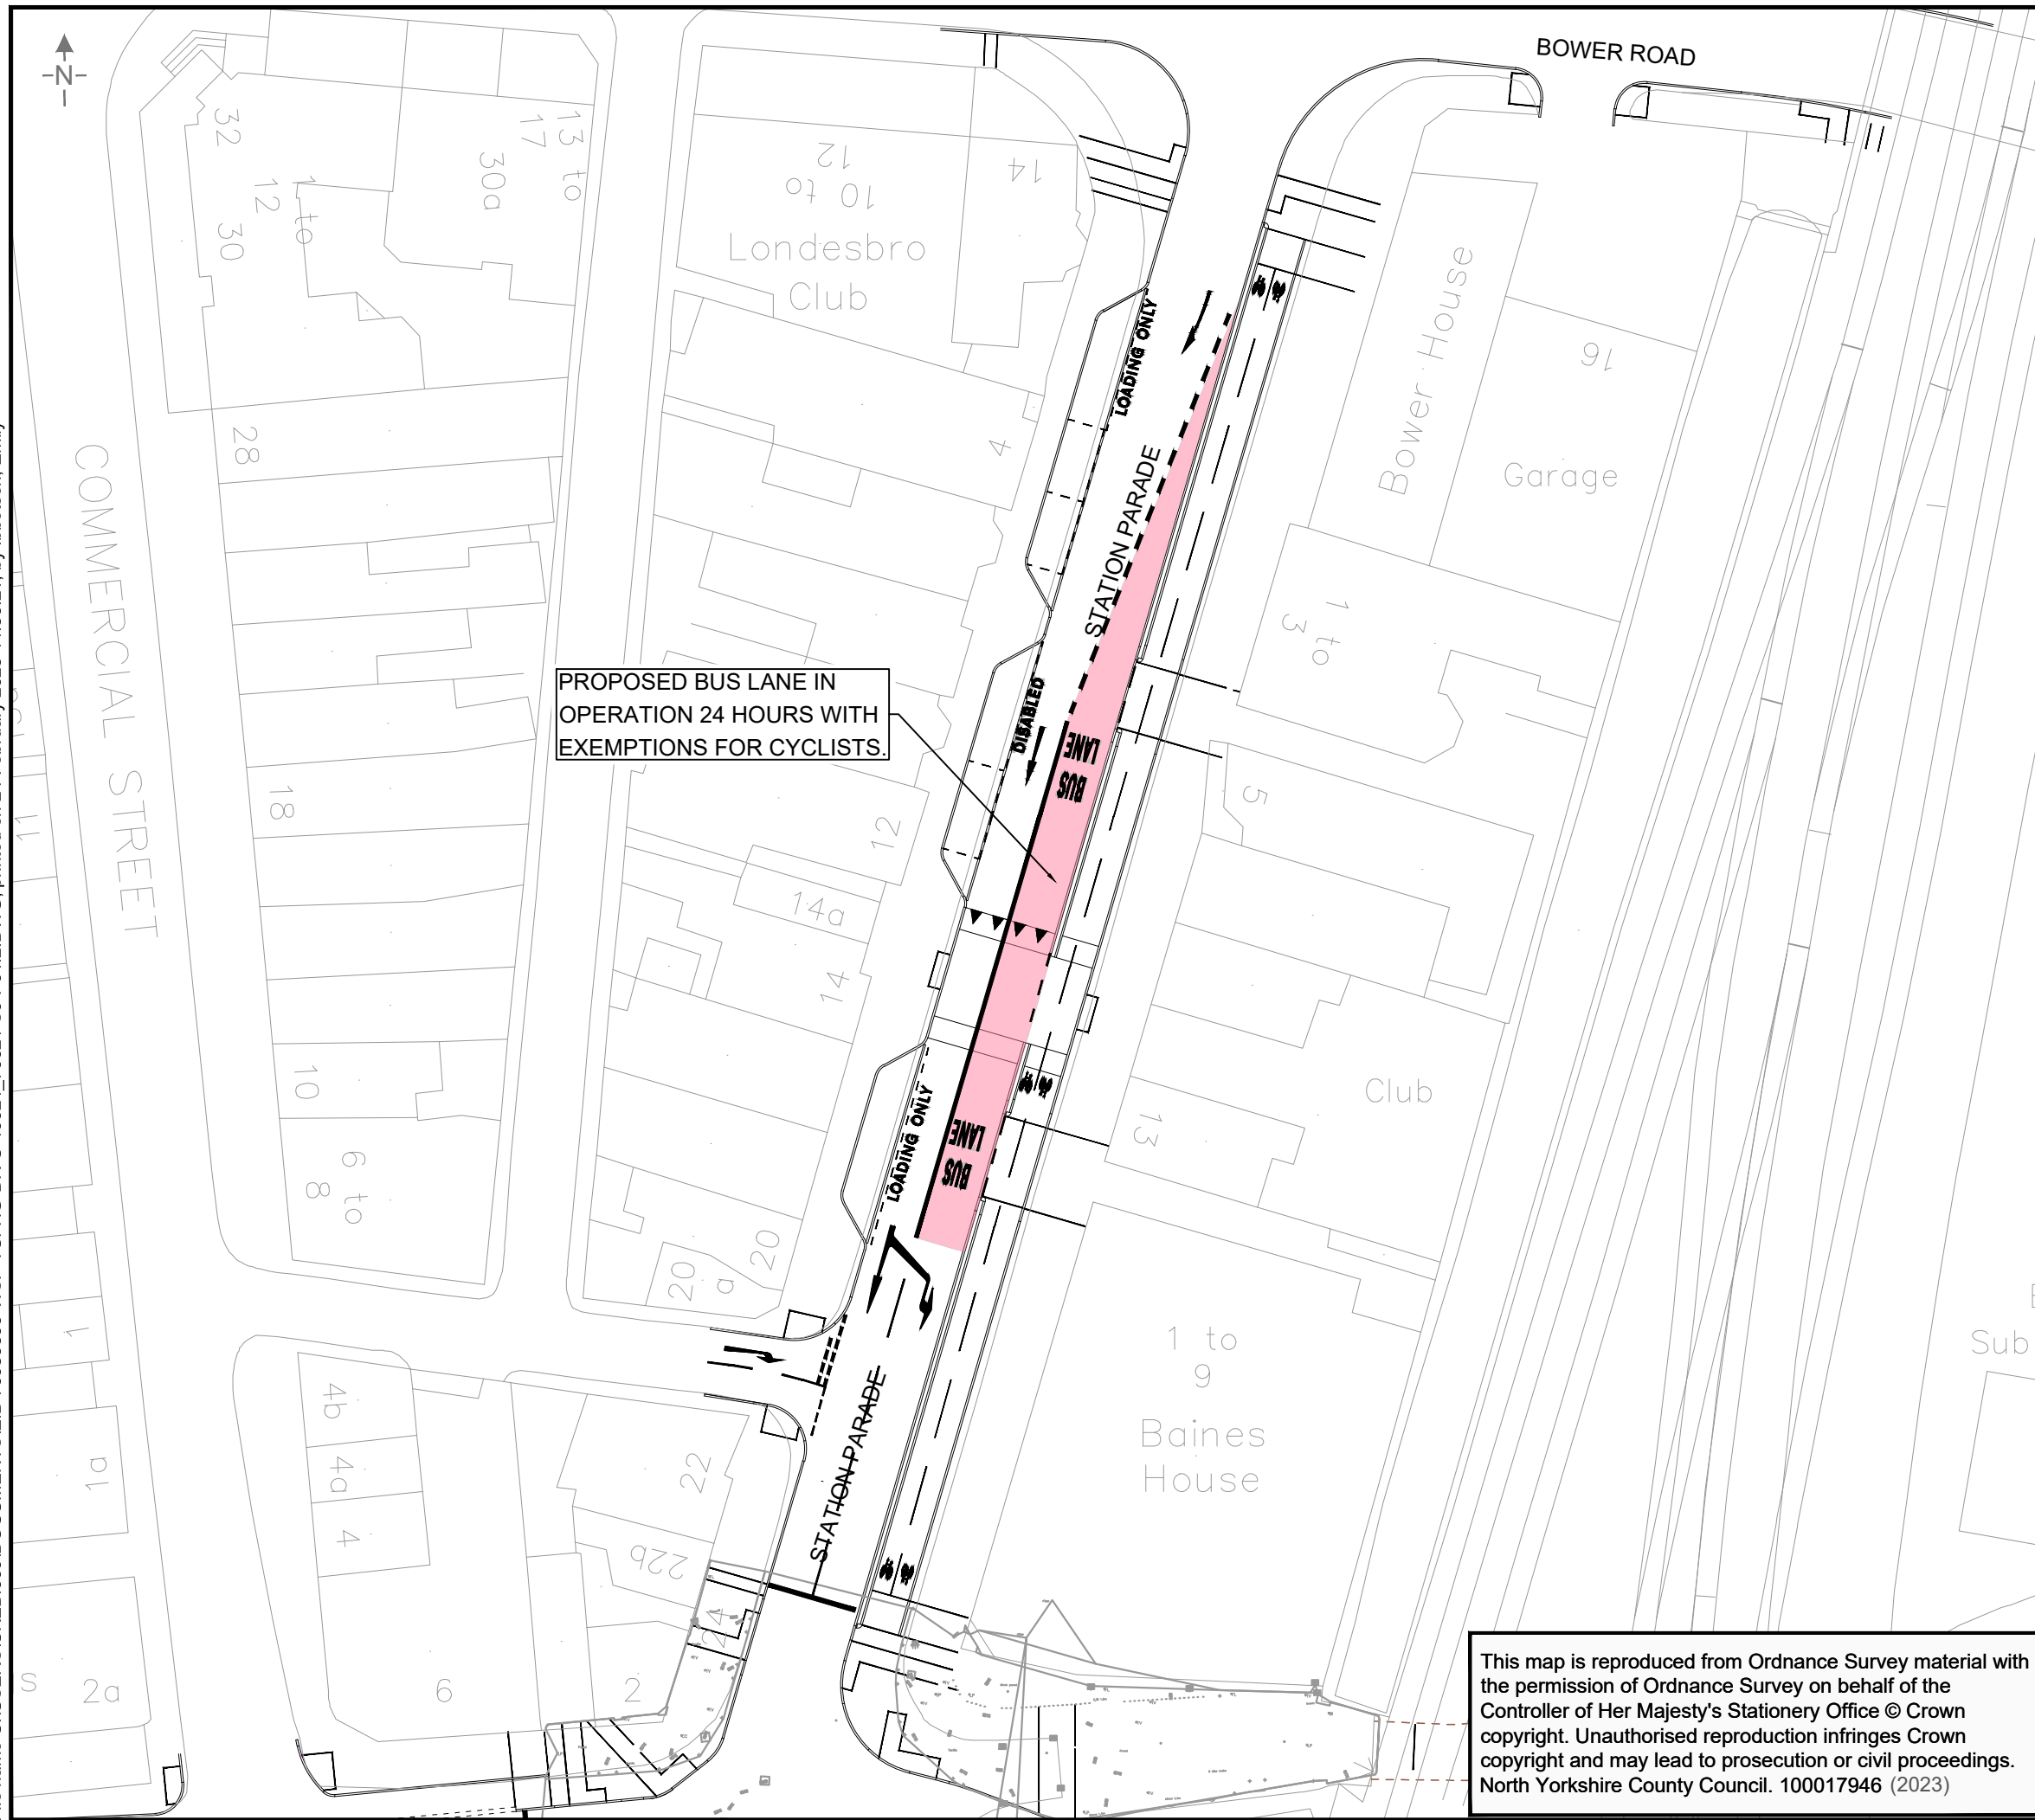 N
BOWER ROAD
32
1 to
12
30
17
13 to
30a
10 to
12
14
Londesbro
Club
LOADING ONLY
STATION PARADE
Bower House
16
Garage
COMMERCIAL STREET
28
4
1 to
3
PROPOSED BUS LANE IN
OPERATION 24 HOURS WITH
EXEMPTIONS FOR CYCLISTS.
DISABLED
LANE
BUS
5
18
12
14a
14
11
10
Club
13
LOADING ONLY
LANE
BUS
6 to
8
20
20a
1
1 to
9
Baines
House
Sub
4b
4a
4
1a
22
22b
24
STATION PARADE
S
2a
6
2
This map is reproduced from Ordnance Survey material with
the permission of Ordnance Survey on behalf of the
Controller of Her Majesty's Stationery Office © Crown
copyright. Unauthorised reproduction infringes Crown
copyright and may lead to prosecution or civil proceedings.
North Yorkshire County Council. 100017946 (2023)